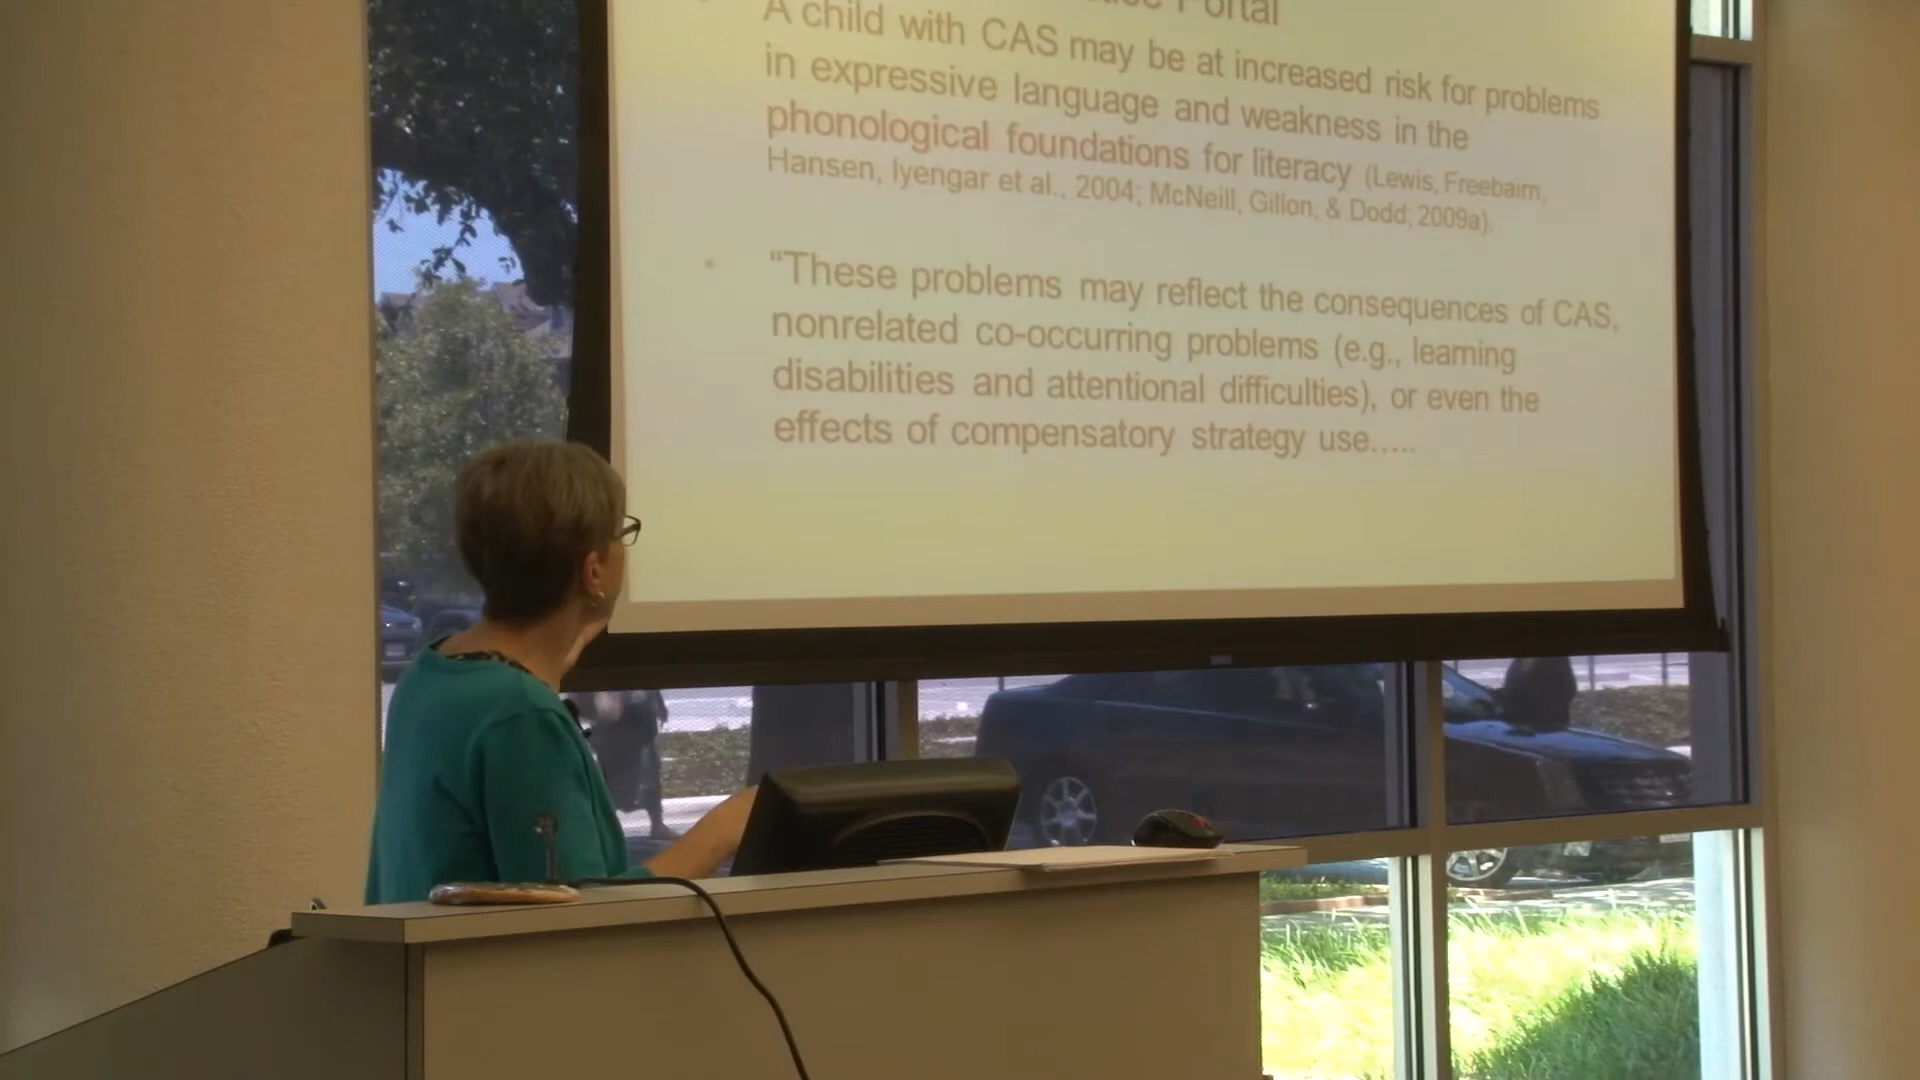 Portal
A child with CAS may be at increased risk for problems
in expressive language and weakness in the
phonological foundations for literacy (Lewis, Freebairn,
Hansen, Iyengar et al., 2004; McNeill, Gillon, & Dodd, 2009a).
• “These problems may reflect the consequences of CAS,
nonrelated co-occurring problems (e.g., learning
disabilities and attentional difficulties), or even the
effects of compensatory strategy use…..